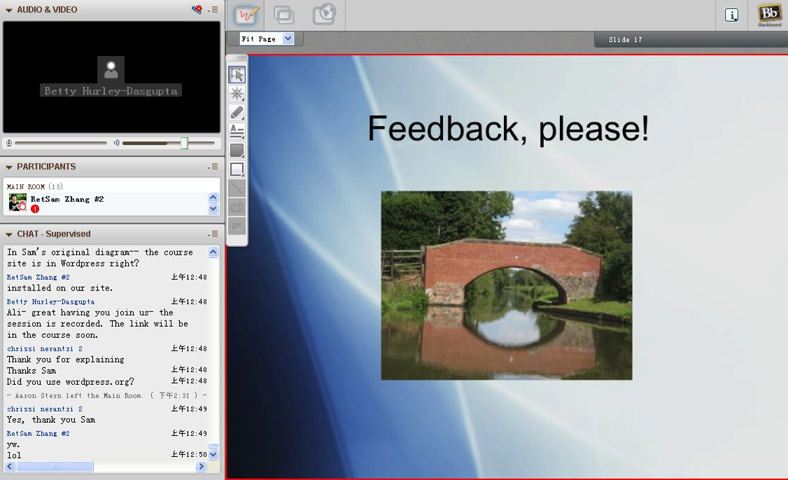 AUDIO & VIDEO
Betty Hurley-Dasgupta
PARTICIPANTS
MAIN ROOM (13)
RetSam Zhang #2
1
CHAT - Supervised
In Sam's original diagram-- the course
site is in Wordpress right?
RetSam Zhang #2 上午12:48
installed on our site.
Betty Hurley-Dasgupta 上午12:48
Ali- great having you join us- the
session is recorded. The link will be
in the course soon.
chrissi nerantzi 2 上午12:48
Thank you for explaining
Thanks Sam 上午12:48
Did you use wordpress.org? 上午12:48
- Aaron Stern left the Main Room. ( 下午2:31 ) -
chrissi nerantzi 2 上午12:49
Yes, thank you Sam
RetSam Zhang #2 上午12:49
yw.
lol 上午12:50
Fit Page
Slide 17
Bb
Blackboard
Feedback, please!